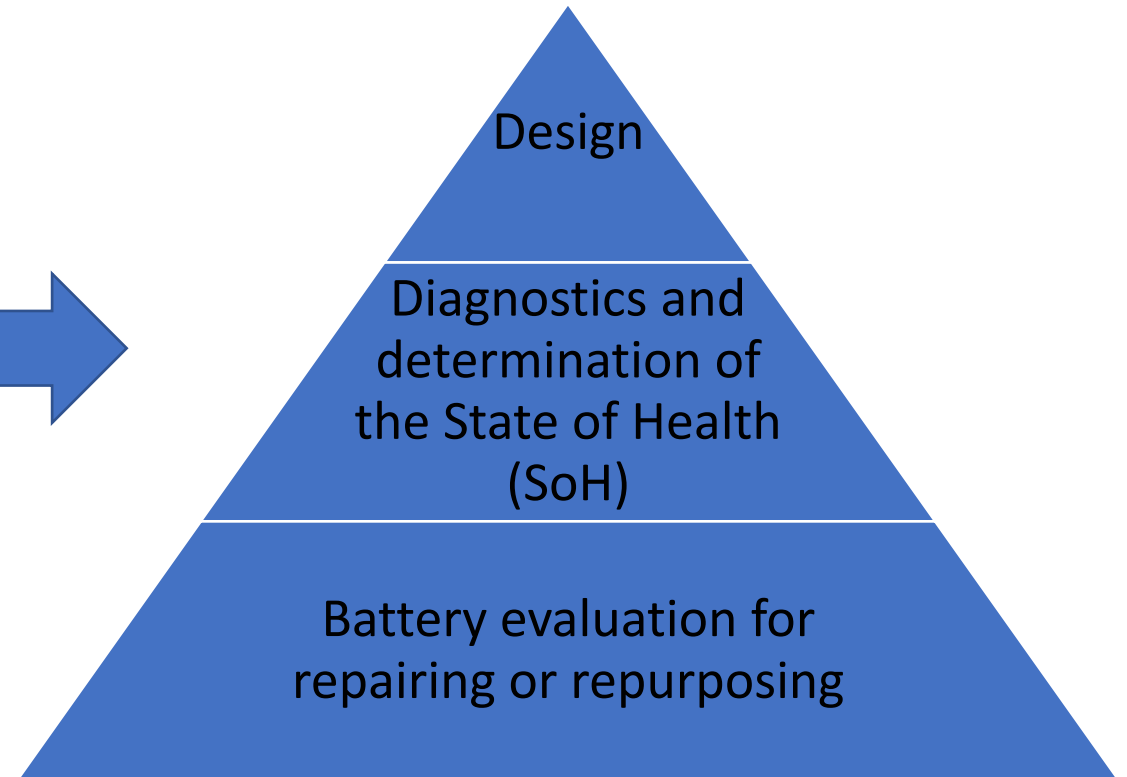 Design
Diagnostics and
determination of
the State of Health
(SoH)
Battery evaluation for
repairing or repurposing